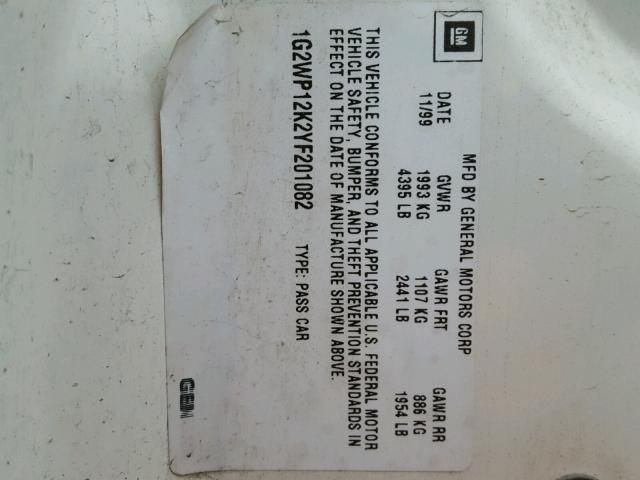 GM
MFD BY GENERAL MOTORS CORP
DATE GVWR GAWR FRT GAWR RR
11/99 1993 KG 1107 KG 886 KG
4395 LB 2441 LB 1954 LB
THIS VEHICLE CONFORMS TO ALL APPLICABLE U.S. FEDERAL MOTOR
VEHICLE SAFETY, BUMPER, AND THEFT PREVENTION STANDARDS IN
EFFECT ON THE DATE OF MANUFACTURE SHOWN ABOVE.
1G2WP12K2YF201082 TYPE: PASS CAR